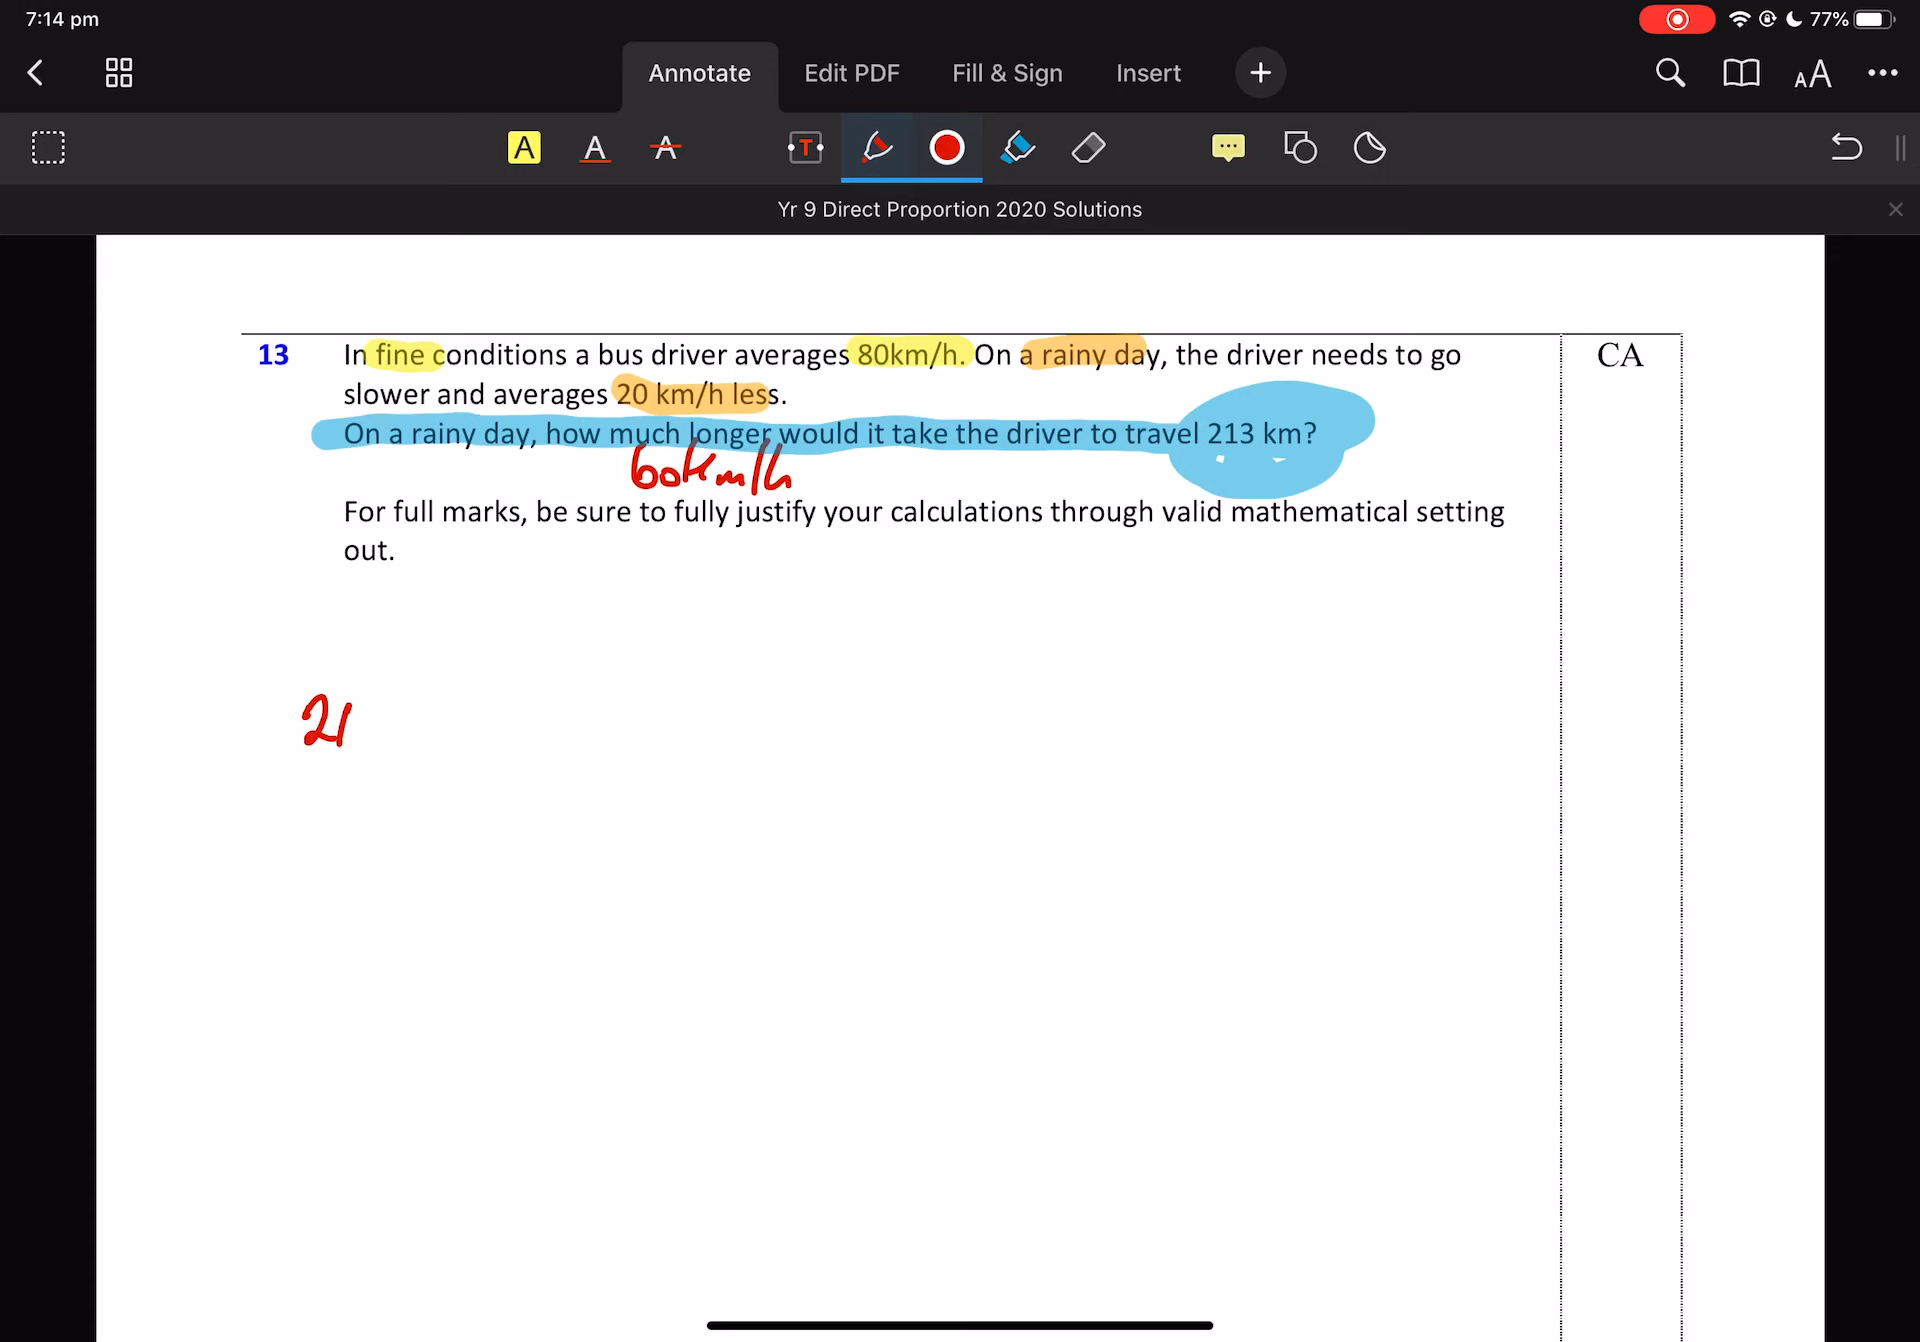 7:14 pm
77%
Annotate
Edit PDF
Fill & Sign
Insert
AA
A
A
A
T
Yr 9 Direct Proportion 2020 Solutions
13 In fine conditions a bus driver averages 80km/h. On a rainy day, the driver needs to go CA
slower and averages 20 km/h less.
On a rainy day, how much longer would it take the driver to travel 213 km?
60km/h
For full marks, be sure to fully justify your calculations through valid mathematical setting
out.
21